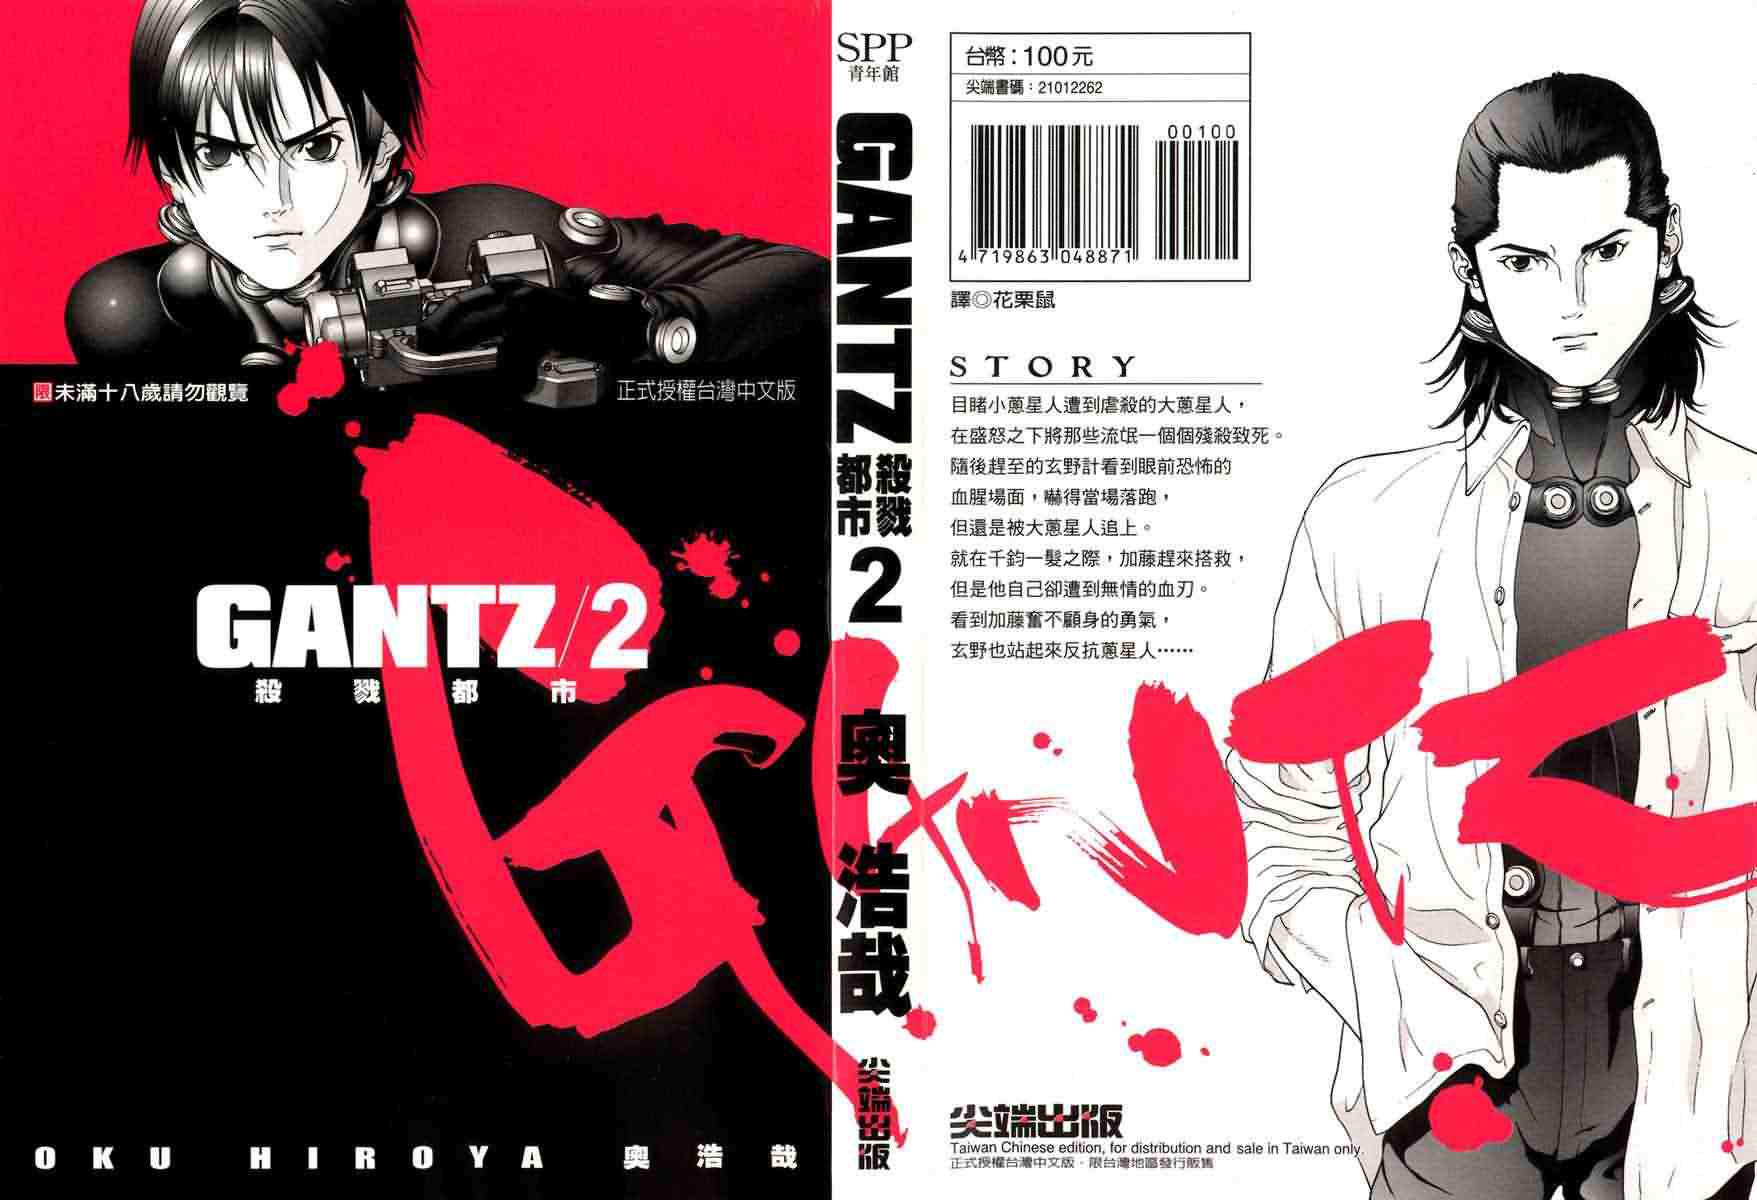 限 未滿十八歲請勿觀覽
正式授權台灣中文版
GANTZ/2
殺戮都市
OKU HIROYA 奧浩哉
SPP
青年館
GANTZ
殺戮都市
2
奧浩哉
尖端出版
台幣：100元
尖端書碼：21012262
00100
4 719863 048871
譯◎花栗鼠
STORY
目睹小蔥星人遭到虐殺的大蔥星人，
在盛怒之下將那些流氓一個個殘殺致死。
隨後趕至的玄野計看到眼前恐怖的
血腥場面，嚇得當場落跑，
但還是被大蔥星人追上。
就在千鈞一髮之際，加藤趕來搭救，
但是他自己卻遭到無情的血刃。
看到加藤奮不顧身的勇氣，
玄野也站起來反抗蔥星人……
GANTZ
尖端出版
Taiwan Chinese edition, for distribution and sale in Taiwan only.
正式授權台灣中文版．限台灣地區發行販售